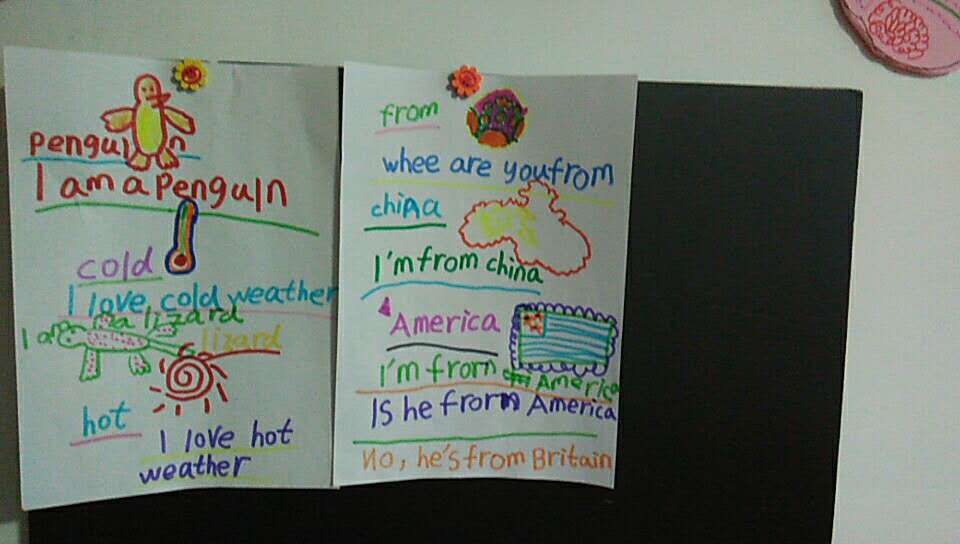 penguin
I am a Penguln
cold
I love cold weather
I am a lizard
lizard
hot
I love hot
weather
from
whee are you from
china
I'm from china
America
I'm from America
Is he from America
No, he's from Britain